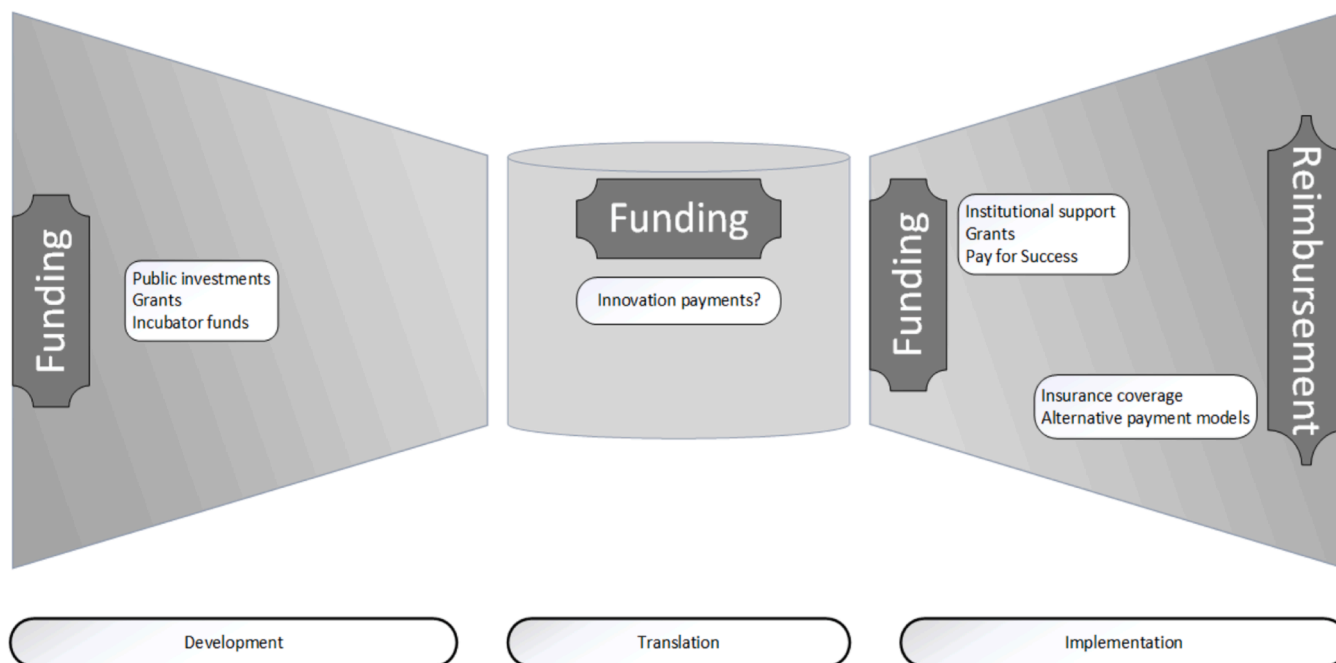 Funding
Public investments
Grants
Incubator funds
Funding
Innovation payments?
Funding
Institutional support
Grants
Pay for Success
Insurance coverage
Alternative payment models
Reimbursement
Development
Translation
Implementation